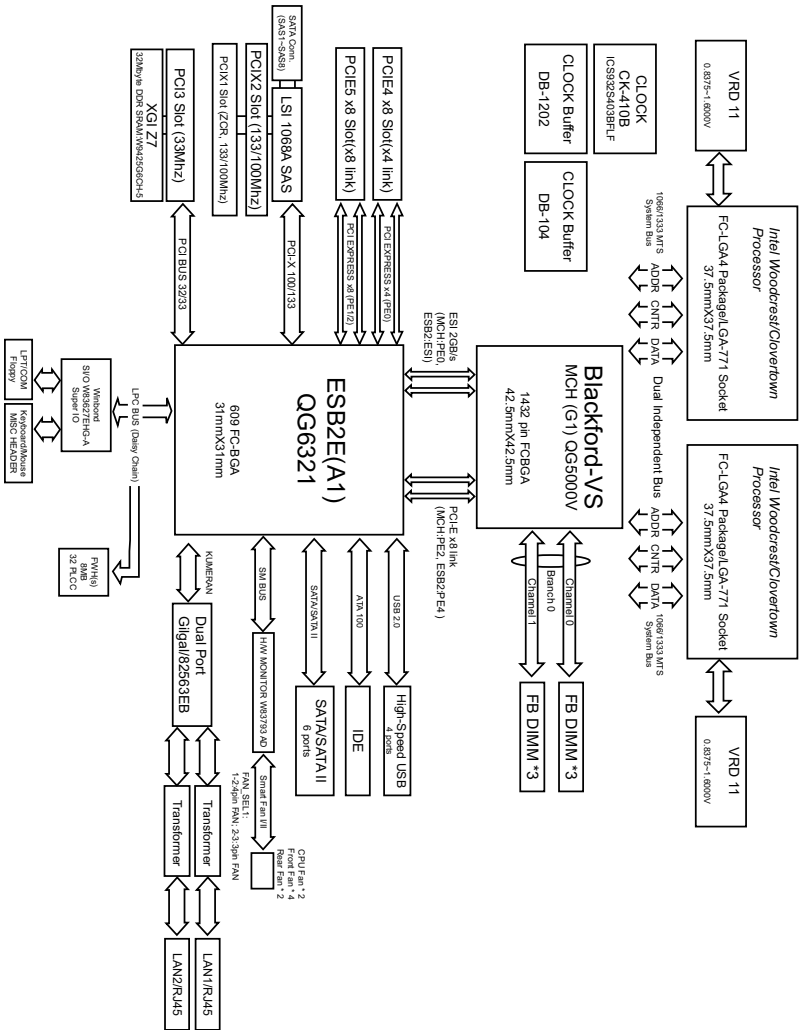 VRD 11
0.8375~1.6000V
Intel Woodcrest/Clovertown
Processor
FC-LGA4 Package/LGA-771 Socket
37.5mmX37.5mm
Intel Woodcrest/Clovertown
Processor
FC-LGA4 Package/LGA-771 Socket
37.5mmX37.5mm
VRD 11
0.8375~1.6000V
1066/1333 MTS
System Bus
ADDR
CNTR
DATA
Dual Independent Bus
ADDR
CNTR
DATA
1066/1333 MTS
System Bus
CLOCK
CK-410B
ICS932S403BFLF
CLOCK Buffer
DB-1202
CLOCK Buffer
DB-104
Blackford-VS
MCH (G1) QG5000V
1432 pin FCBGA
42.5mmX42.5mm
Channel 0
Branch 0
Channel 1
FB DIMM *3
FB DIMM *3
ESI 2GB/s
(MCH:PE0,
ESB2:ESI)
PCI-E x8 link
(MCH:PE2, ESB2:PE4 )
PCIE4 x8 Slot(x4 link)
PCI EXPRESS x4 (PE0)
PCIE5 x8 Slot(x8 link)
PCI EXPRESS x8 (PE1/2)
SATA Conn.
(SAS1~SAS8)
LSI 1068A SAS
PCIX2 Slot (133/100Mhz)
PCIX1 Slot (ZCR, 133/100Mhz)
PCI-X 100/133
PCI3 Slot (33Mhz)
XGI Z7
32Mbyte DDR SRAM:W9425G6CH-5
PCI BUS 32/33
ESB2E(A1)
QG6321
609 FC-BGA
31mmX31mm
USB 2.0
High-Speed USB
4 ports
ATA 100
IDE
SATA/SATA II
SATA/SATA II
6 ports
SM BUS
H/W MONITOR W83793 AD
Smart Fan I/II
FAN_SEL1:
1-2:4pin FAN; 2-3:3pin FAN
CPU Fan * 2
Front Fan * 4
Rear Fan * 2
KUMERAN
Dual Port
Gilgal/82563EB
Transformer
LAN1/RJ45
Transformer
LAN2/RJ45
LPC BUS (Daisy Chain)
Winbond
SI/O W83627EHG-A
Super IO
LPT/COM
Floppy
Keyboard/Mouse
MISC HEADER
FWH(s)
8MB
32 PLCC